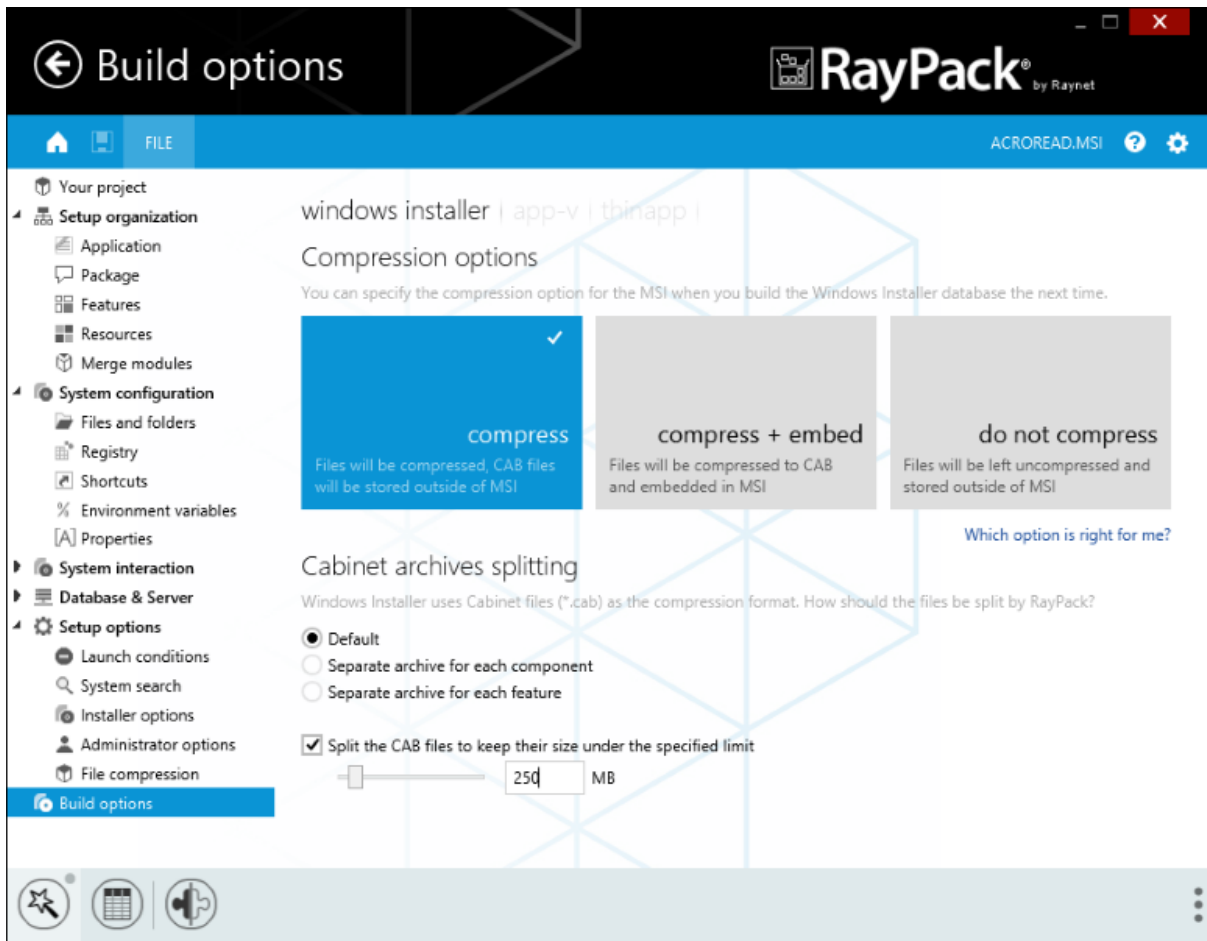 Build options
RayPack® by Raynet
FILE
ACROREAD.MSI
Your project
Setup organization
Application
Package
Features
Resources
Merge modules
System configuration
Files and folders
Registry
Shortcuts
Environment variables
[A] Properties
System interaction
Database & Server
Setup options
Launch conditions
System search
Installer options
Administrator options
File compression
Build options
windows installer | app-v | thinapp |
Compression options
You can specify the compression option for the MSI when you build the Windows Installer database the next time.
compress
Files will be compressed, CAB files
will be stored outside of MSI
compress + embed
Files will be compressed to CAB
and embedded in MSI
do not compress
Files will be left uncompressed and
stored outside of MSI
Which option is right for me?
Cabinet archives splitting
Windows Installer uses Cabinet files (*.cab) as the compression format. How should the files be split by RayPack?
Default
Separate archive for each component
Separate archive for each feature
Split the CAB files to keep their size under the specified limit
250 MB